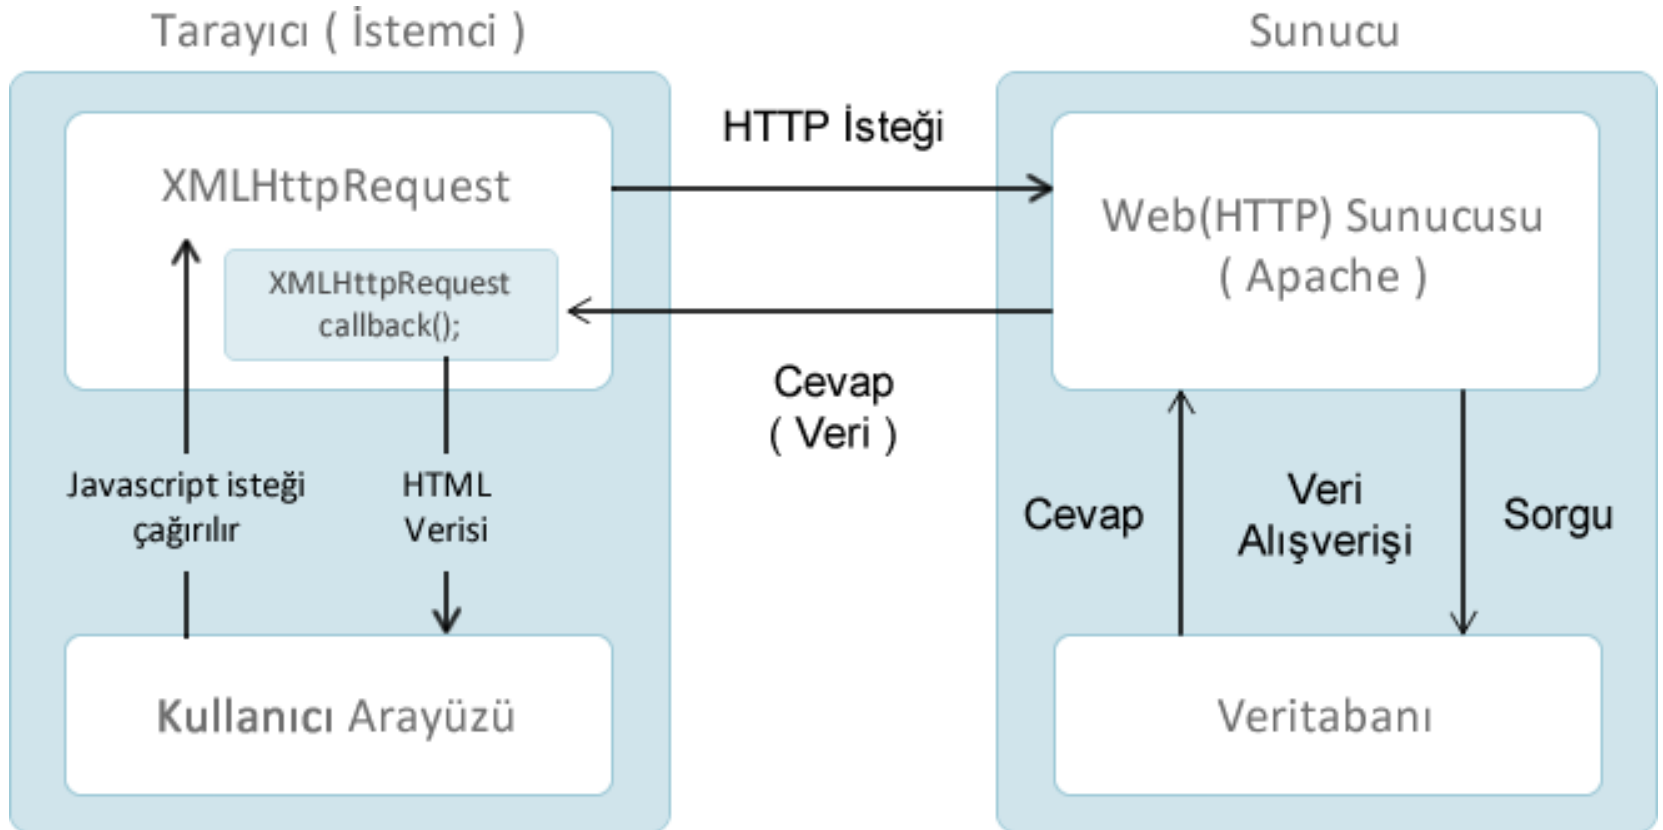 Tarayıcı ( İstemci )
Sunucu
XMLHttpRequest
XMLHttpRequest
callback();
Javascript isteği
çağırılır
HTML
Verisi
Kullanıcı Arayüzü
HTTP İsteği
Cevap
( Veri )
Web(HTTP) Sunucusu
( Apache )
Cevap
Veri
Alışverişi
Sorgu
Veritabanı